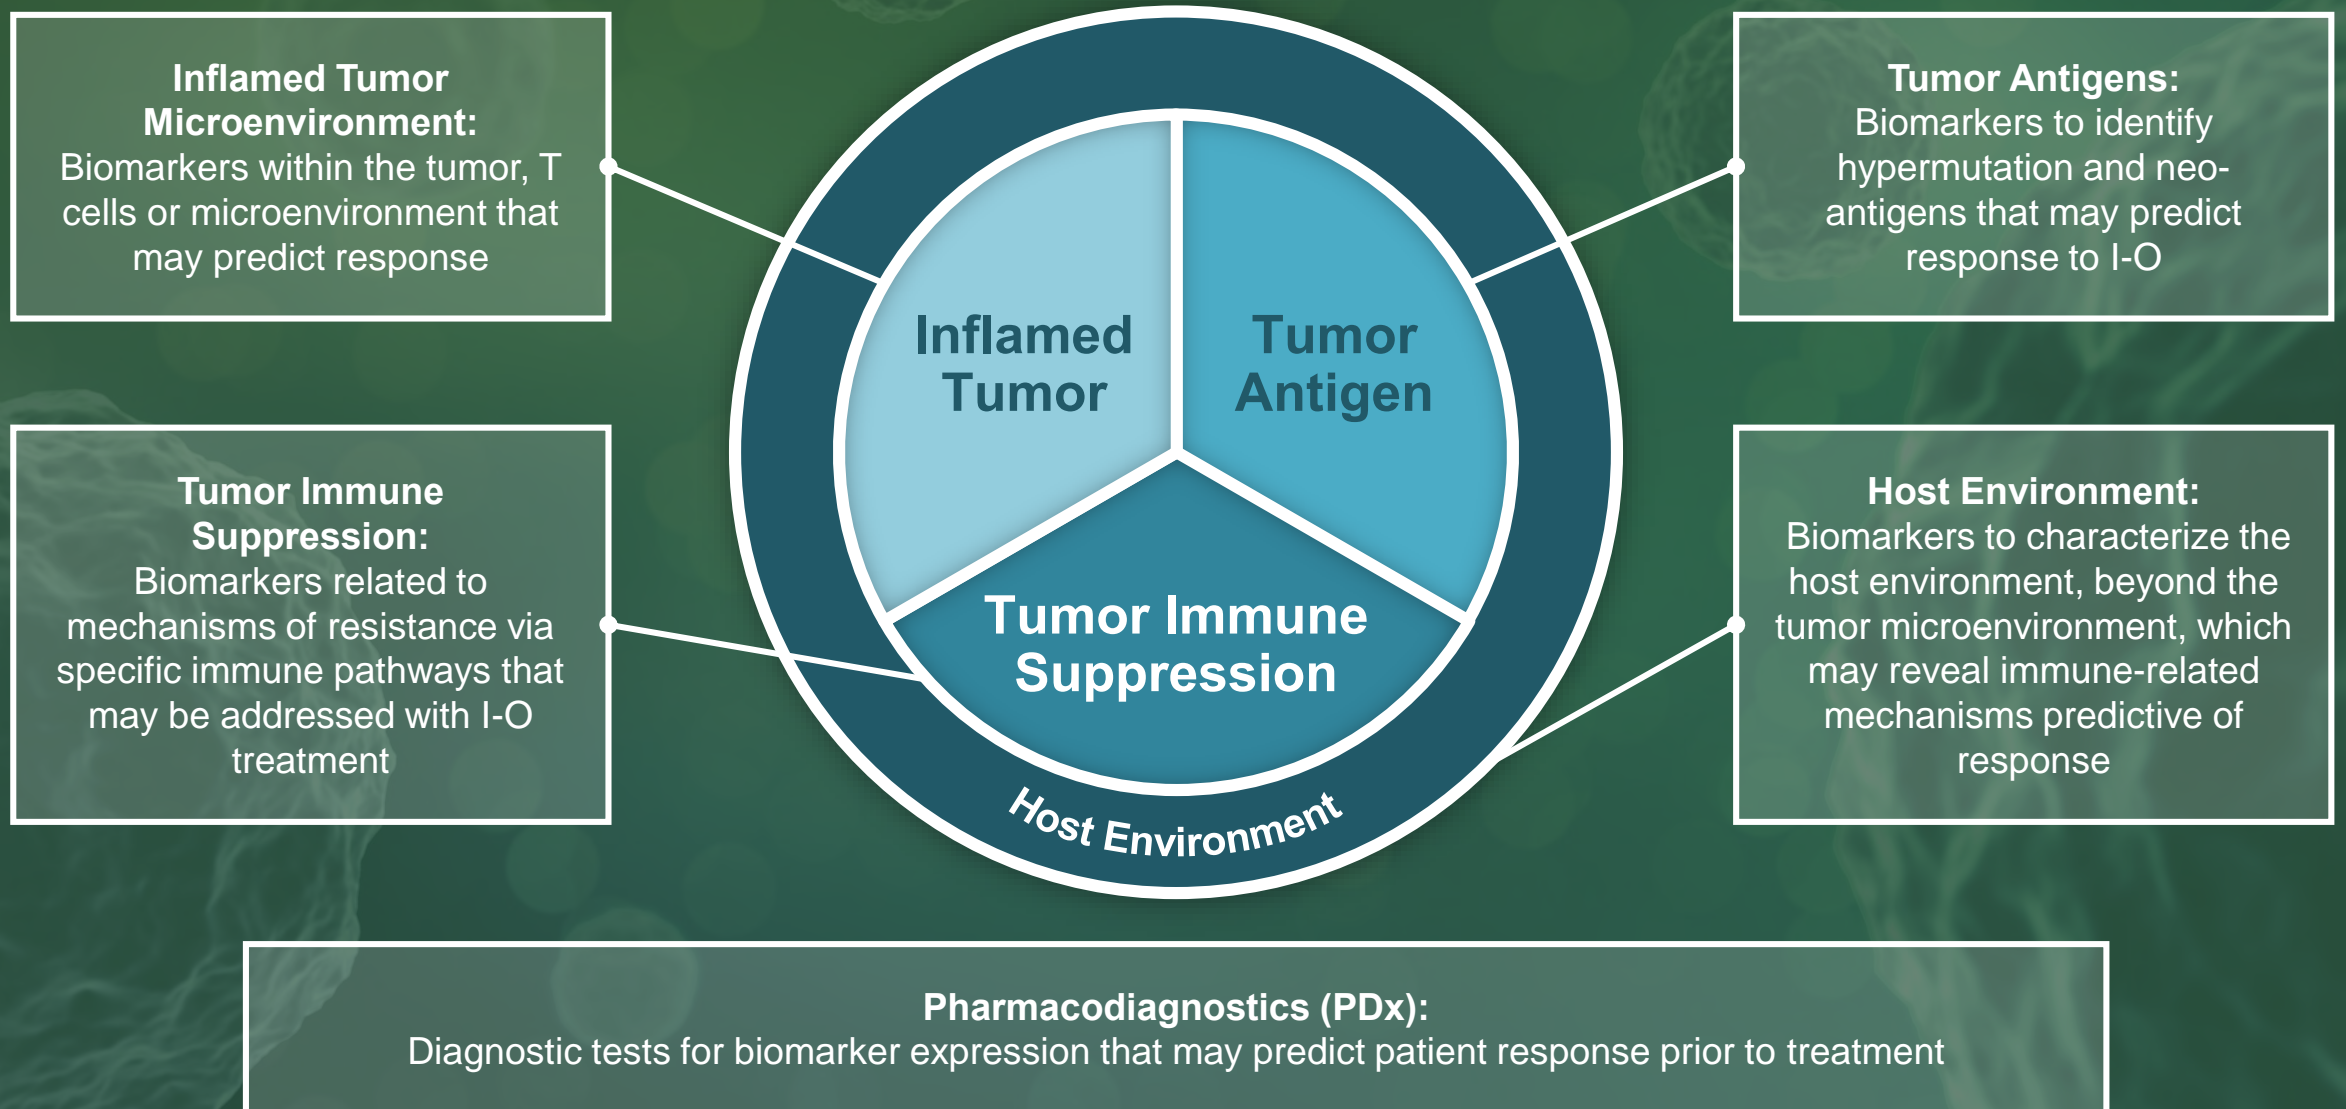 Inflamed Tumor
Microenvironment:
Biomarkers within the tumor, T
cells or microenvironment that
may predict response
Tumor Antigens:
Biomarkers to identify
hypermutation and neo-
antigens that may predict
response to I-O
Inflamed
Tumor
Tumor
Antigen
Tumor Immune
Suppression
Host Environment
Tumor Immune
Suppression:
Biomarkers related to
mechanisms of resistance via
specific immune pathways that
may be addressed with I-O
treatment
Host Environment:
Biomarkers to characterize the
host environment, beyond the
tumor microenvironment, which
may reveal immune-related
mechanisms predictive of
response
Pharmacodiagnostics (PDx):
Diagnostic tests for biomarker expression that may predict patient response prior to treatment